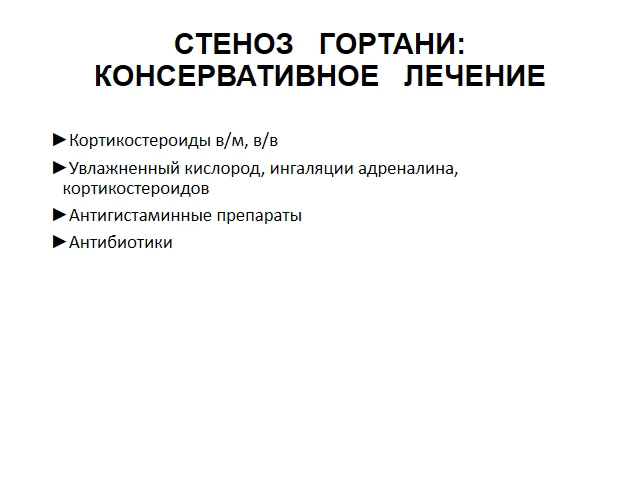 СТЕНОЗ ГОРТАНИ:
КОНСЕРВАТИВНОЕ ЛЕЧЕНИЕ
►Кортикостероиды в/м, в/в
►Увлажненный кислород, ингаляции адреналина,
кортикостероидов
►Антигистаминные препараты
►Антибиотики